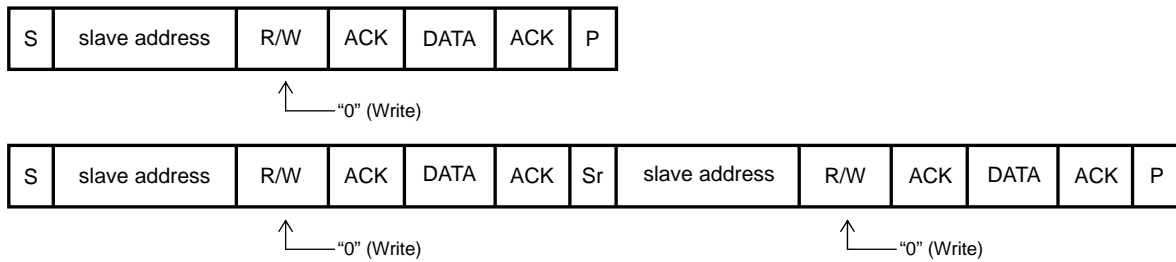 S slave address R/W ACK DATA ACK P
“0” (Write)
S slave address R/W ACK DATA ACK Sr slave address R/W ACK DATA ACK P
“0” (Write) “0” (Write)